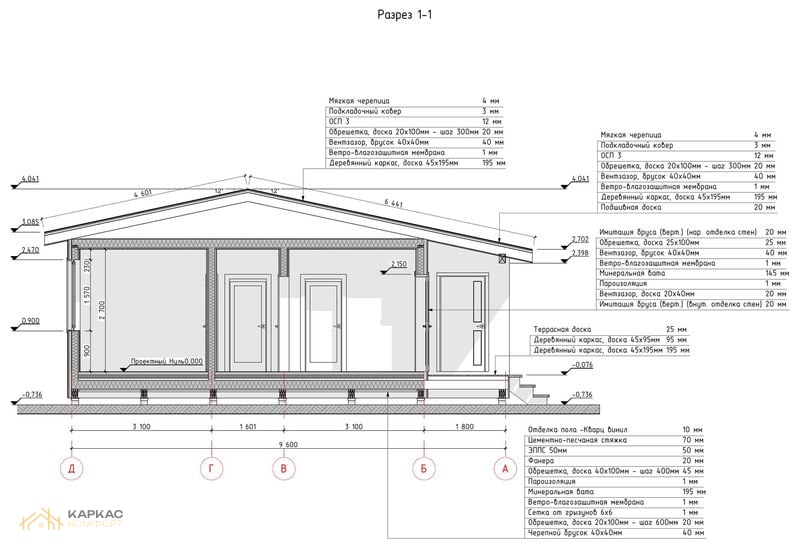 Разрез 1-1
Мягкая черепица 4 мм
Подкладочный ковер 3 мм
ОСП 3 12 мм
Обрешетка, доска 20х100мм - шаг 300мм 20 мм
Вентзазор, брусок 40х40мм 40 мм
Ветро-влагозащитная мембрана 1 мм
Деревянный каркас, доска 45х195мм 195 мм
Мягкая черепица 4 мм
Подкладочный ковер 3 мм
ОСП 3 12 мм
Обрешетка, доска 20х100мм - шаг 300мм 20 мм
Вентзазор, брусок 40х40мм 40 мм
Ветро-влагозащитная мембрана 1 мм
Деревянный каркас, доска 45х195мм 195 мм
Подшивная доска 20 мм
4.041
4 601
12°
12°
6 441
4.041
3.085
2.470
2,702
2,398
Имитация бруса (верт.) (нар. отделка стен) 20 мм
Обрешетка, доска 25х100мм 25 мм
Вентзазор, брусок 40х40мм 40 мм
Ветро-влагозащитная мембрана 1 мм
Минеральная вата 145 мм
Пароизоляция 1 мм
Вентзазор, доска 20х40мм 20 мм
Имитация бруса (верт.) (внут. отделка стен) 20 мм
230
1 570
2 700
900
2,150
0.900
Проектный Нуль0.000
Террасная доска 25 мм
Деревянный каркас, доска 45х95мм 95 мм
Деревянный каркас, доска 45х195мм 195 мм
-0,076
-0,736
-0,736
3 100
1 601
3 100
1 800
9 600
Д
Г
В
Б
А
Отделка пола -Кварц винил 10 мм
Цементно-песчаная стяжка 70 мм
ЭППС 50мм 50 мм
Фанера 20 мм
Обрешетка, доска 40х100мм - шаг 400мм 45 мм
Пароизоляция 1 мм
Минеральная вата 195 мм
Ветро-влагозащитная мембрана 1 мм
Сетка от грызунов 6х6 1 мм
Обрешетка, доска 20х100мм - шаг 600мм 20 мм
Черепной брусок 40х40мм 40 мм
КАРКАС
КОМФОРТ